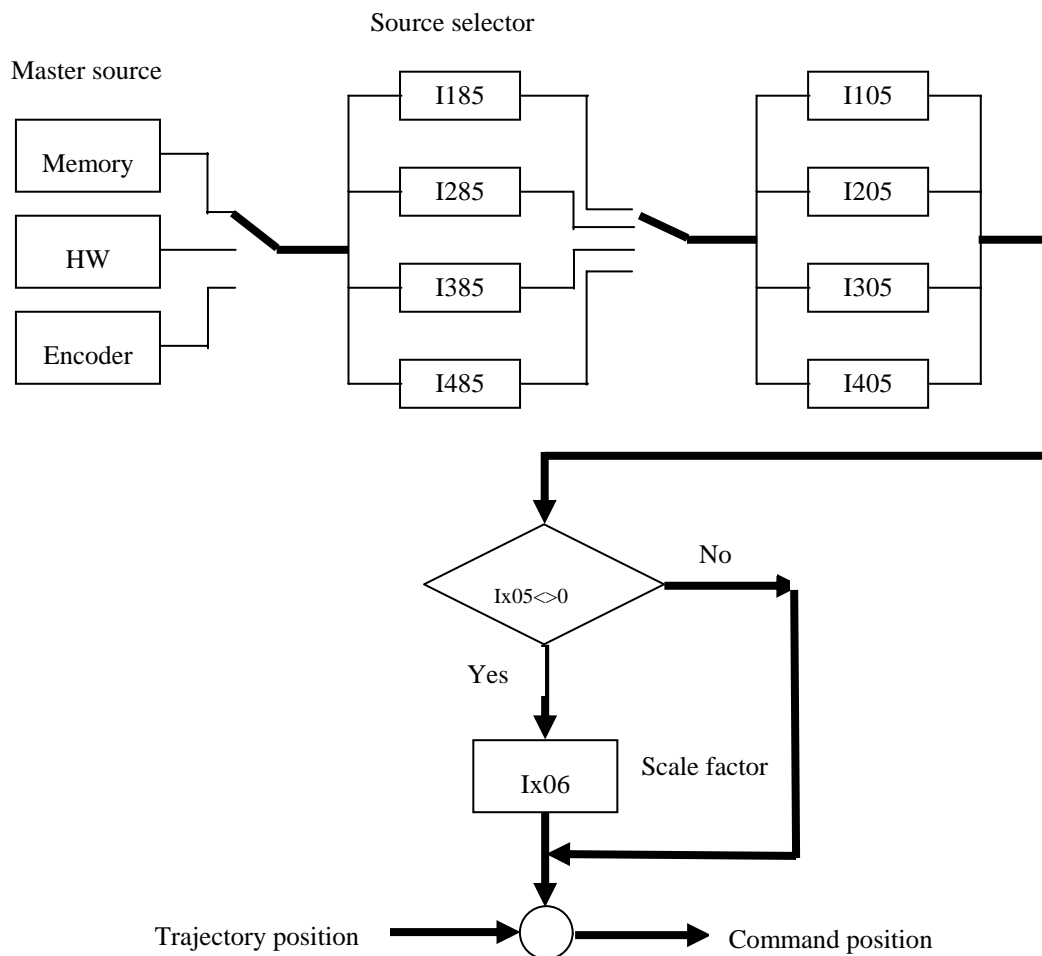 Source selector
Master source
I185
I105
Memory
I285
I205
HW
I385
I305
Encoder
I485
I405
No
Ix05<>0
Yes
Scale factor
Ix06
Trajectory position
Command position